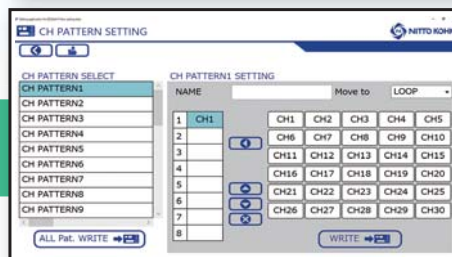 CH PATTERN SETTING
NITTO KOHK
CH PATTERN SELECT
CH PATTERN1
CH PATTERN2
CH PATTERN3
CH PATTERN4
CH PATTERN5
CH PATTERN6
CH PATTERN7
CH PATTERN8
CH PATTERN9
ALL Pat. WRITE
CH PATTERN1 SETTING
NAME Move to LOOP
1 CH1
2
3
4
5
6
7
8
CH1 CH2 CH3 CH4 CH5
CH6 CH7 CH8 CH9 CH10
CH11 CH12 CH13 CH14 CH15
CH16 CH17 CH18 CH19 CH20
CH21 CH22 CH23 CH24 CH25
CH26 CH27 CH28 CH29 CH30
WRITE